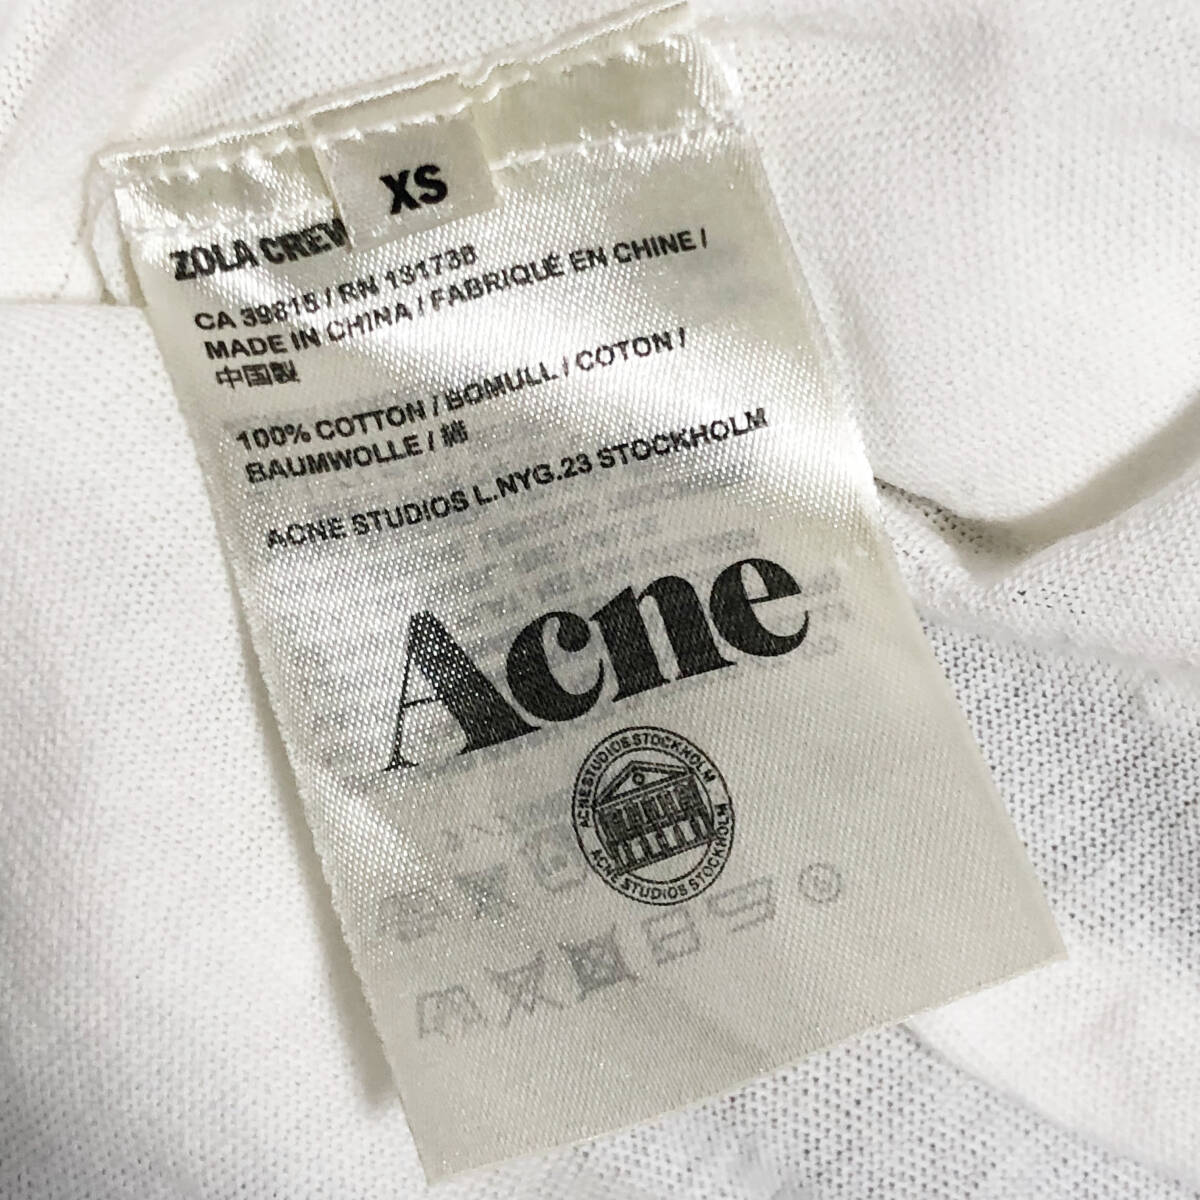 XS
ZOLA CREW
CA 39815 / RN 131738
MADE IN CHINA / FABRIQUÉ EN CHINE /
中国製
100% COTTON / BOMULL / COTON /
BAUMWOLLE / 綿
ACNE STUDIOS L.NYG.23 STOCKHOLM
Acne
ACNE STUDIOS STOCKHOLM
ACNE STUDIOS STOCKHOLM